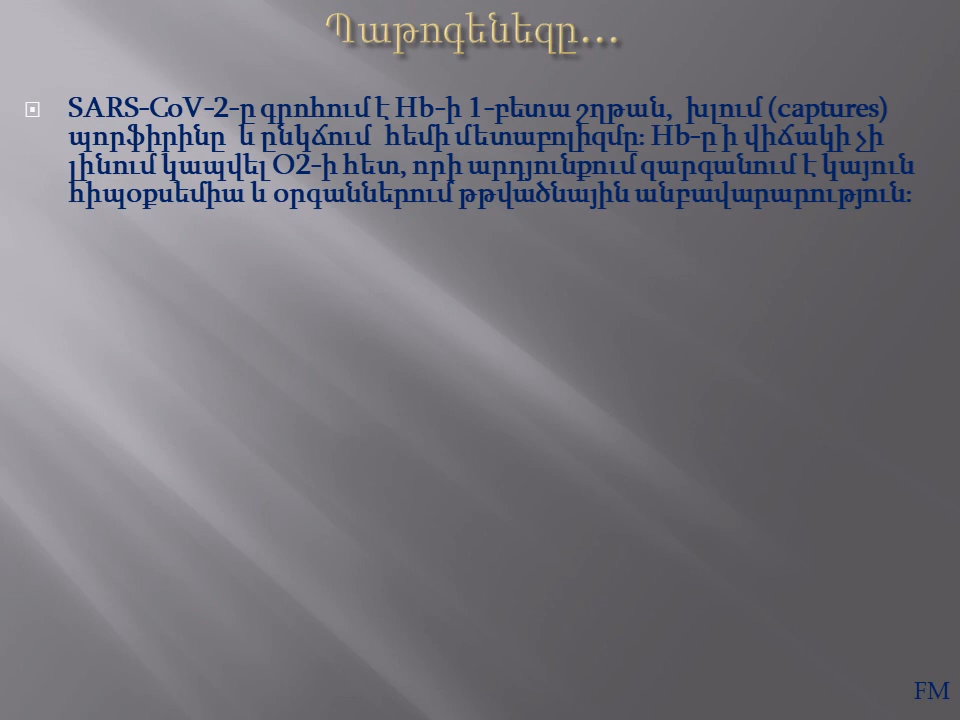 Պաթոգենեզը...
SARS-CoV-2-ը գրոհում է Hb-ի 1-բետա շղթան, խլում (captures)
պորֆիրինը և ընկճում հեմի մետաբոլիզմը: Hb-ը ի վիճակի չի
լինում կապվել O2-ի հետ, որի արդյունքում զարգանում է կայուն
հիպօքսեմիա և օրգաններում թթվածնային անբավարարություն:
FM